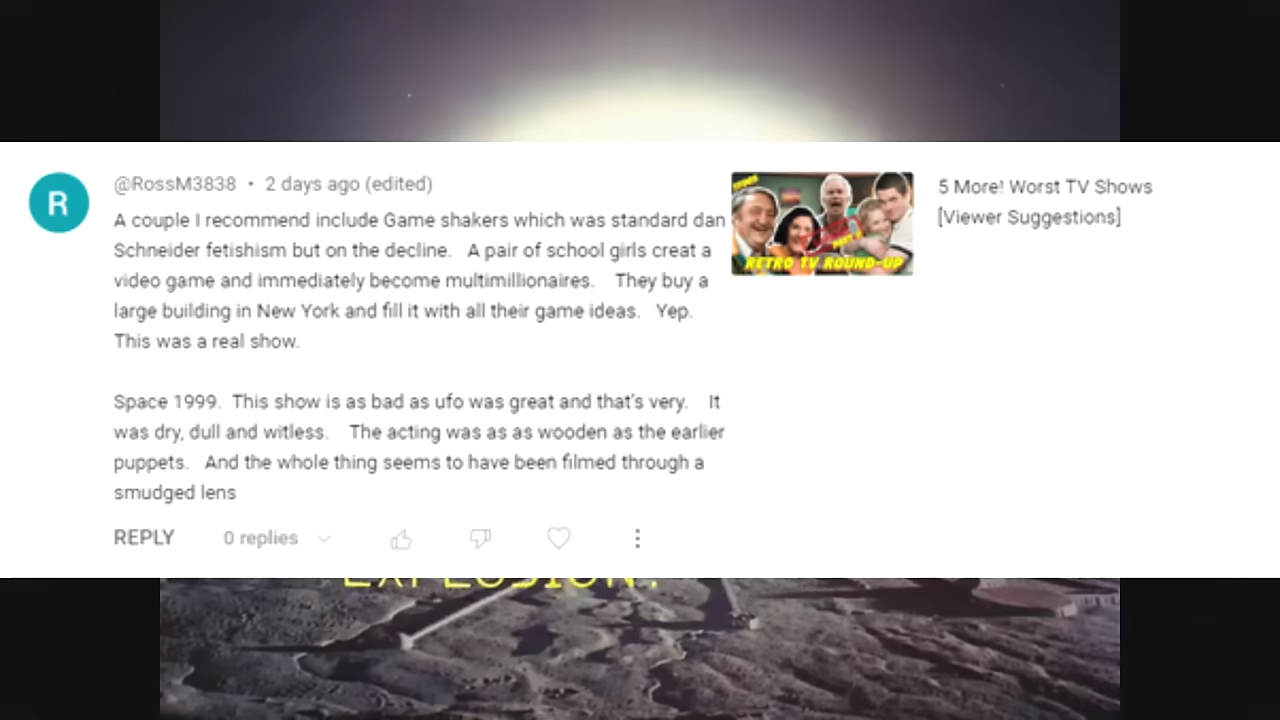 @RossM3838 • 2 days ago (edited)
A couple I recommend include Game shakers which was standard dan
Schneider fetishism but on the decline. A pair of school girls creat a
video game and immediately become multimillionaires. They buy a
large building in New York and fill it with all their game ideas. Yep.
This was a real show.
Space 1999. This show is as bad as ufo was great and that's very. It
was dry, dull and witless. The acting was as as wooden as the earlier
puppets. And the whole thing seems to have been filmed through a
smudged lens
REPLY 0 replies
R
RETRO TV ROUND-UP
5 More! Worst TV Shows
[Viewer Suggestions]
EXPLOSION!